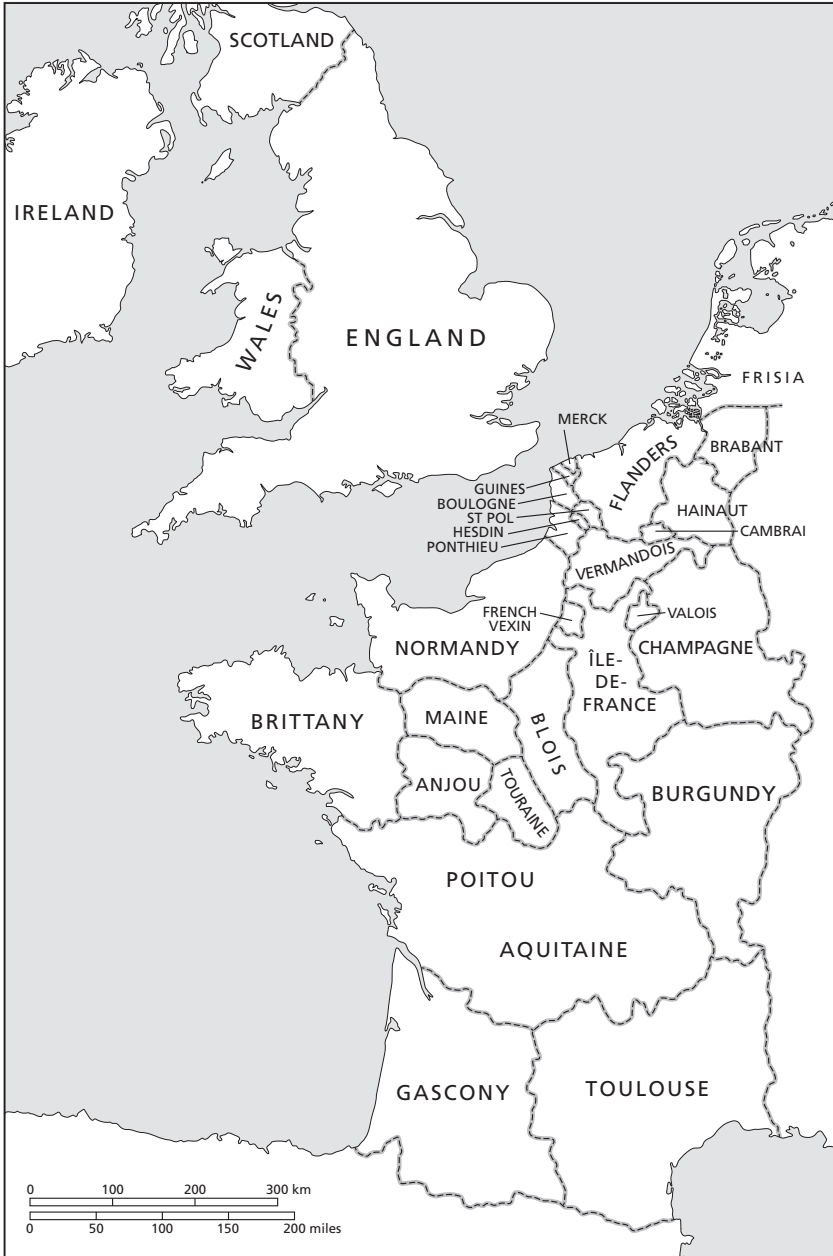 SCOTLAND
IRELAND
WALES
ENGLAND
FRISIA
MERCK
FLANDERS
BRABANT
GUINES
BOULOGNE
ST POL
HESDIN
PONTHIEU
HAINAUT
CAMBRAI
VERMANDOIS
FRENCH
VEXIN
VALOIS
NORMANDY
CHAMPAGNE
ÎLE-
DE-
FRANCE
BRITTANY
MAINE
BLOIS
ANJOU
TOURAINE
BURGUNDY
POITOU
AQUITAINE
GASCONY
TOULOUSE
0 100 200 300 km
0 50 100 150 200 miles